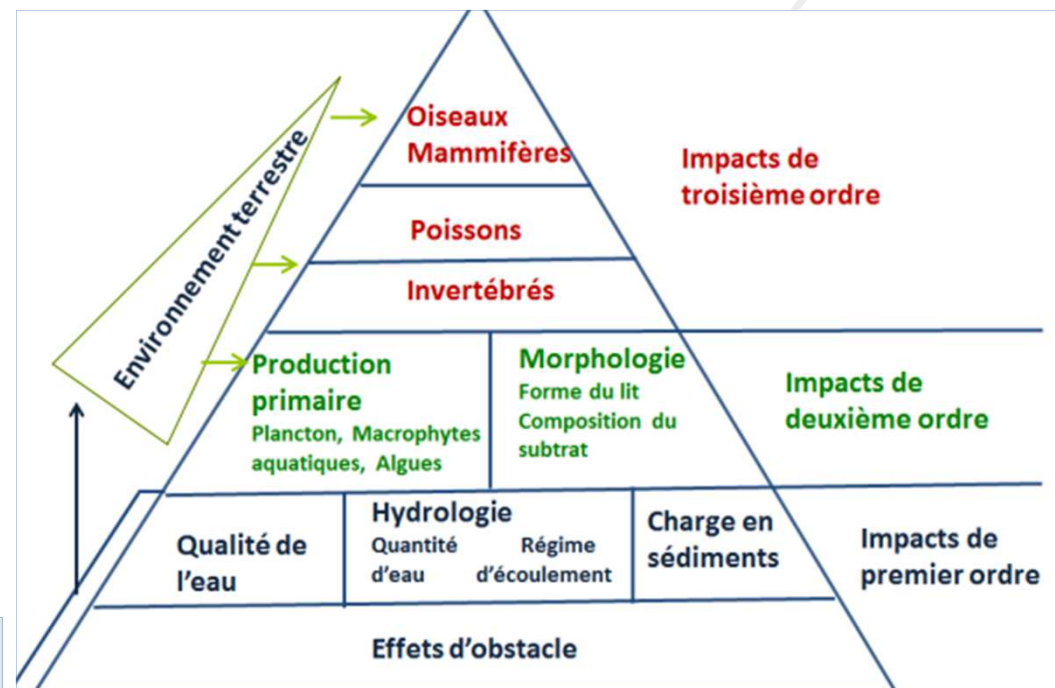 Oiseaux
Mammifères
Impacts de
troisième ordre
Environnement terrestre
Poissons
Invertébrés
Production
primaire
Plancton, Macrophytes
aquatiques, Algues
Morphologie
Forme du lit
Composition du
subtrat
Impacts de
deuxième ordre
Qualité de
l'eau
Hydrologie
Quantité Régime
d'eau d'écoulement
Charge en
sédiments
Impacts de
premier ordre
Effets d'obstacle